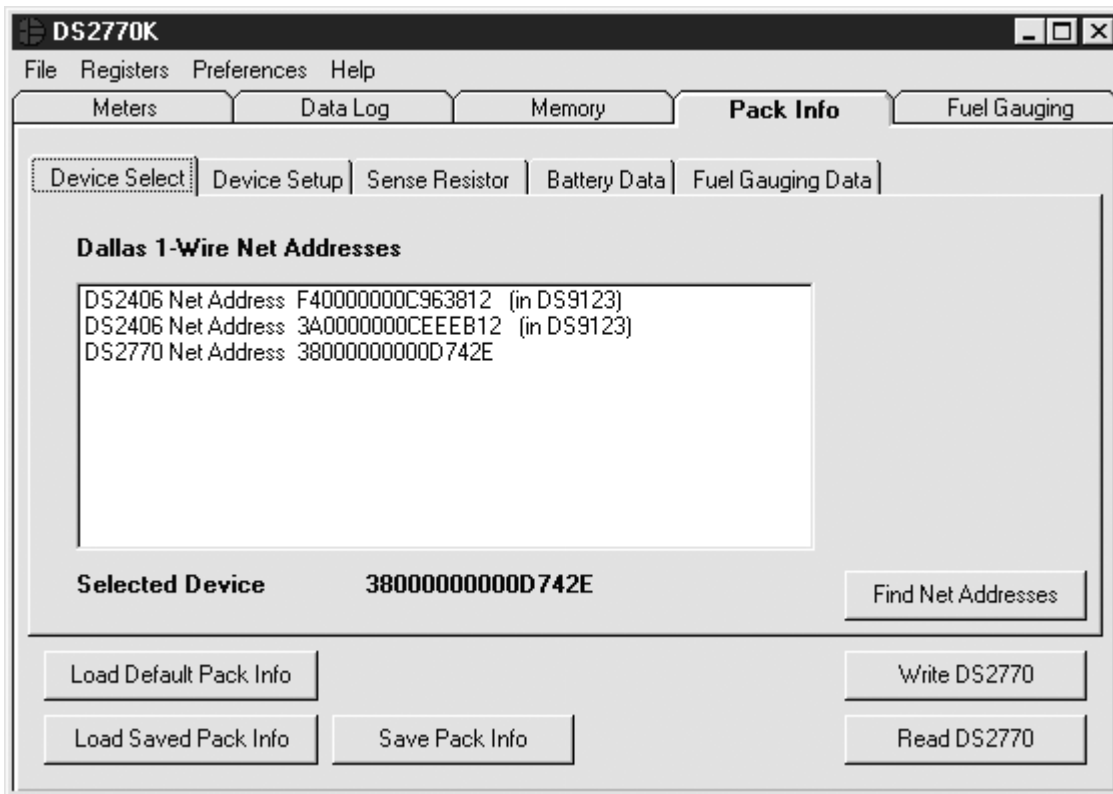 DS2770K
File Registers Preferences Help
Meters Data Log Memory Pack Info Fuel Gauging
Device Select Device Setup Sense Resistor Battery Data Fuel Gauging Data
Dallas 1-Wire Net Addresses
DS2406 Net Address F40000000C963812 (in DS9123)
DS2406 Net Address 3A0000000CEEEB12 (in DS9123)
DS2770 Net Address 38000000000D742E
Selected Device 38000000000D742E
Find Net Addresses
Load Default Pack Info Write DS2770
Load Saved Pack Info Save Pack Info Read DS2770